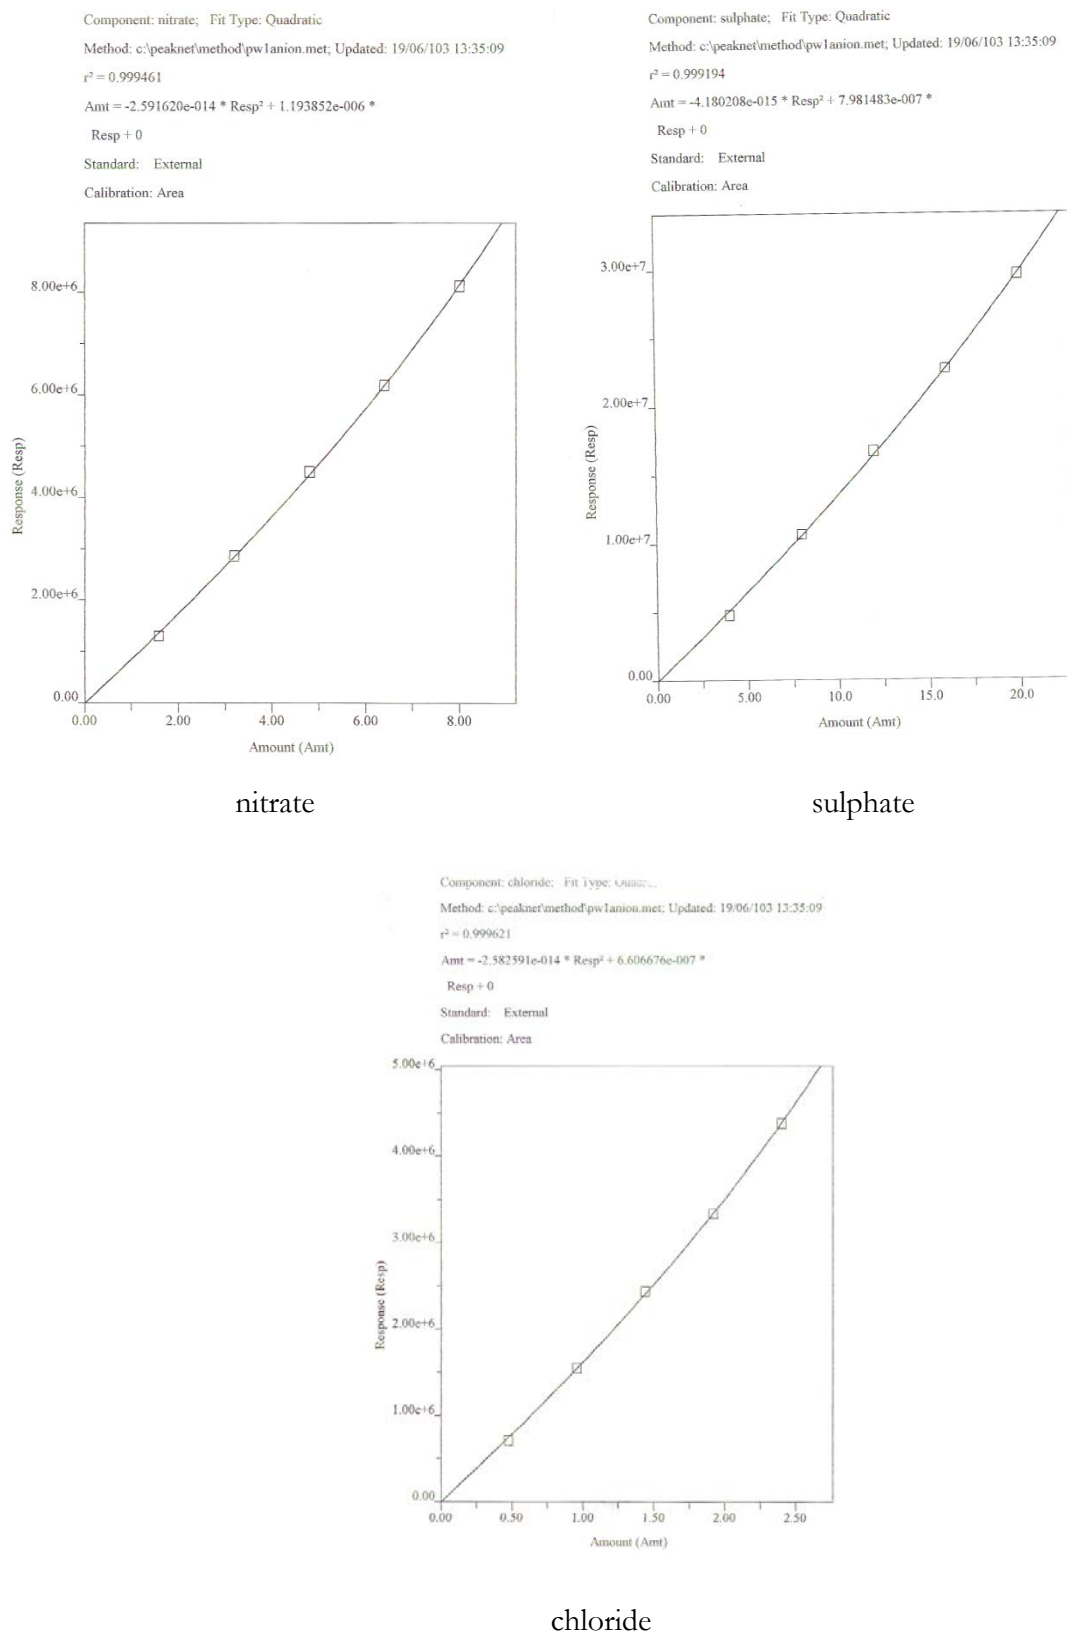 Component: nitrate; Fit Type: Quadratic
Method: c:\peaknet\method\pw1anion.met; Updated: 19/06/103 13:35:09
r² = 0.999461
Amt = -2.591620e-014 * Resp² + 1.193852e-006 *
Resp + 0
Standard: External
Calibration: Area
8.00e+6
6.00e+6
4.00e+6
2.00e+6
0.00
Response (Resp)
0.00 2.00 4.00 6.00 8.00
Amount (Amt)
nitrate
Component: sulphate; Fit Type: Quadratic
Method: c:\peaknet\method\pw1anion.met; Updated: 19/06/103 13:35:09
r² = 0.999194
Amt = -4.180208e-015 * Resp² + 7.981483e-007 *
Resp + 0
Standard: External
Calibration: Area
3.00e+7
2.00e+7
1.00e+7
0.00
Response (Resp)
0.00 5.00 10.0 15.0 20.0
Amount (Amt)
sulphate
Component: chloride; Fit Type:
Method: c:\peaknet\method\pw1anion.met; Updated: 19/06/103 13:35:09
r² = 0.999621
Amt = -2.582591e-014 * Resp² + 6.606676e-007 *
Resp + 0
Standard: External
Calibration: Area
5.00e+6
4.00e+6
3.00e+6
2.00e+6
1.00e+6
0.00
Response (Resp)
0.00 0.50 1.00 1.50 2.00 2.50
Amount (Amt)
chloride